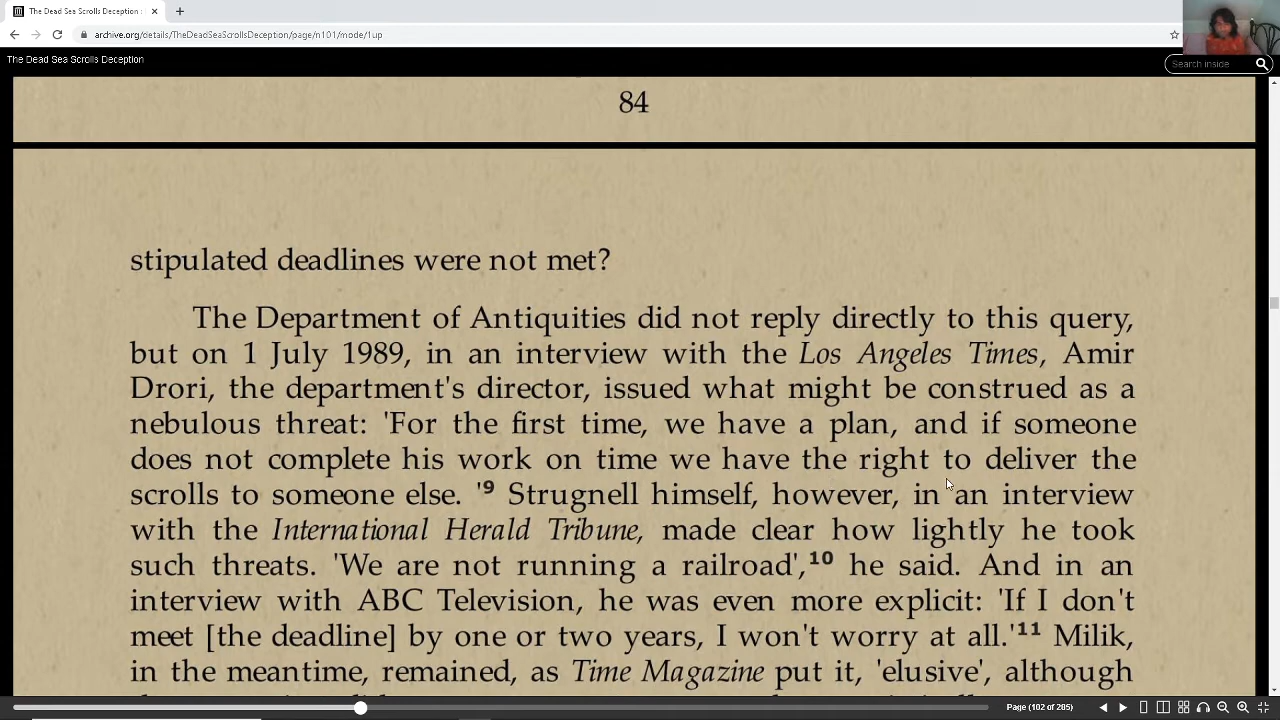 The Dead Sea Scrolls Deception :
archive.org/details/TheDeadSeaScrollsDeception/page/n101/mode/1up
The Dead Sea Scrolls Deception
Search inside
84
stipulated deadlines were not met?
The Department of Antiquities did not reply directly to this query,
but on 1 July 1989, in an interview with the Los Angeles Times, Amir
Drori, the department's director, issued what might be construed as a
nebulous threat: 'For the first time, we have a plan, and if someone
does not complete his work on time we have the right to deliver the
scrolls to someone else. '9 Strugnell himself, however, in an interview
with the International Herald Tribune, made clear how lightly he took
such threats. 'We are not running a railroad',10 he said. And in an
interview with ABC Television, he was even more explicit: 'If I don't
meet [the deadline] by one or two years, I won't worry at all.'11 Milik,
in the meantime, remained, as Time Magazine put it, 'elusive', although
Page (102 of 205)